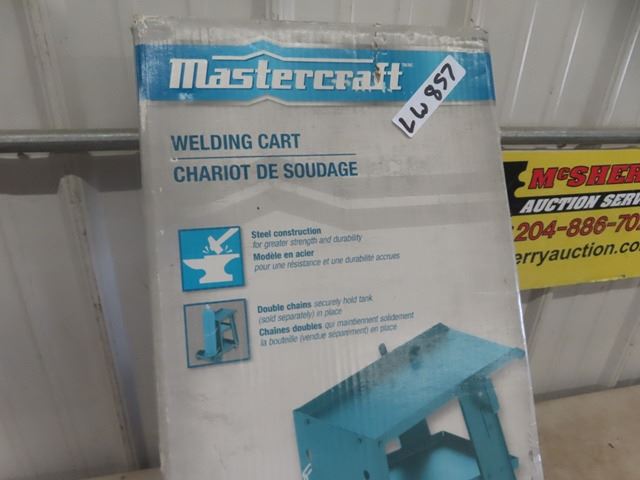 Mastercraft
LW 857
WELDING CART
CHARIOT DE SOUDAGE
Steel construction
for greater strength and durability
Modèle en acier
pour une résistance et une durabilité accrues
Double chains securely hold tank
(sold separately) in place
Chaînes doubles qui maintiennent solidement
la bouteille (vendue séparément) en place
McSHER
AUCTION SERV
204-886-70
erryauction.co